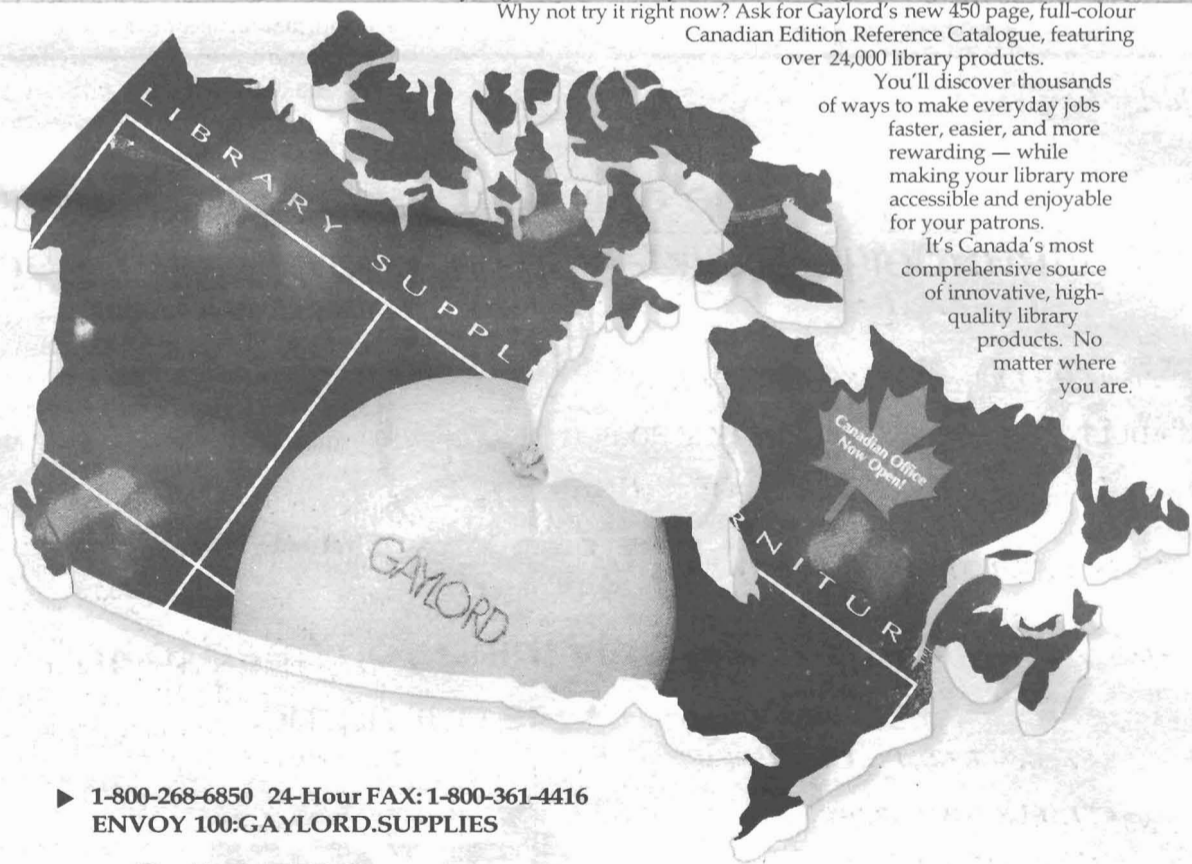 Why not try it right now? Ask for Gaylord's new 450 page, full-colour
Canadian Edition Reference Catalogue, featuring
over 24,000 library products.
You'll discover thousands
of ways to make everyday jobs
faster, easier, and more
rewarding — while
making your library more
accessible and enjoyable
for your patrons.
It's Canada's most
comprehensive source
of innovative, high-
quality library
products. No
matter where
you are.
LIBRARY SUPPL
Canadian Office
Now Open!
GAYLORD
RNITURE
▶ 1-800-268-6850 24-Hour FAX: 1-800-361-4416
ENVOY 100:GAYLORD.SUPPLIES